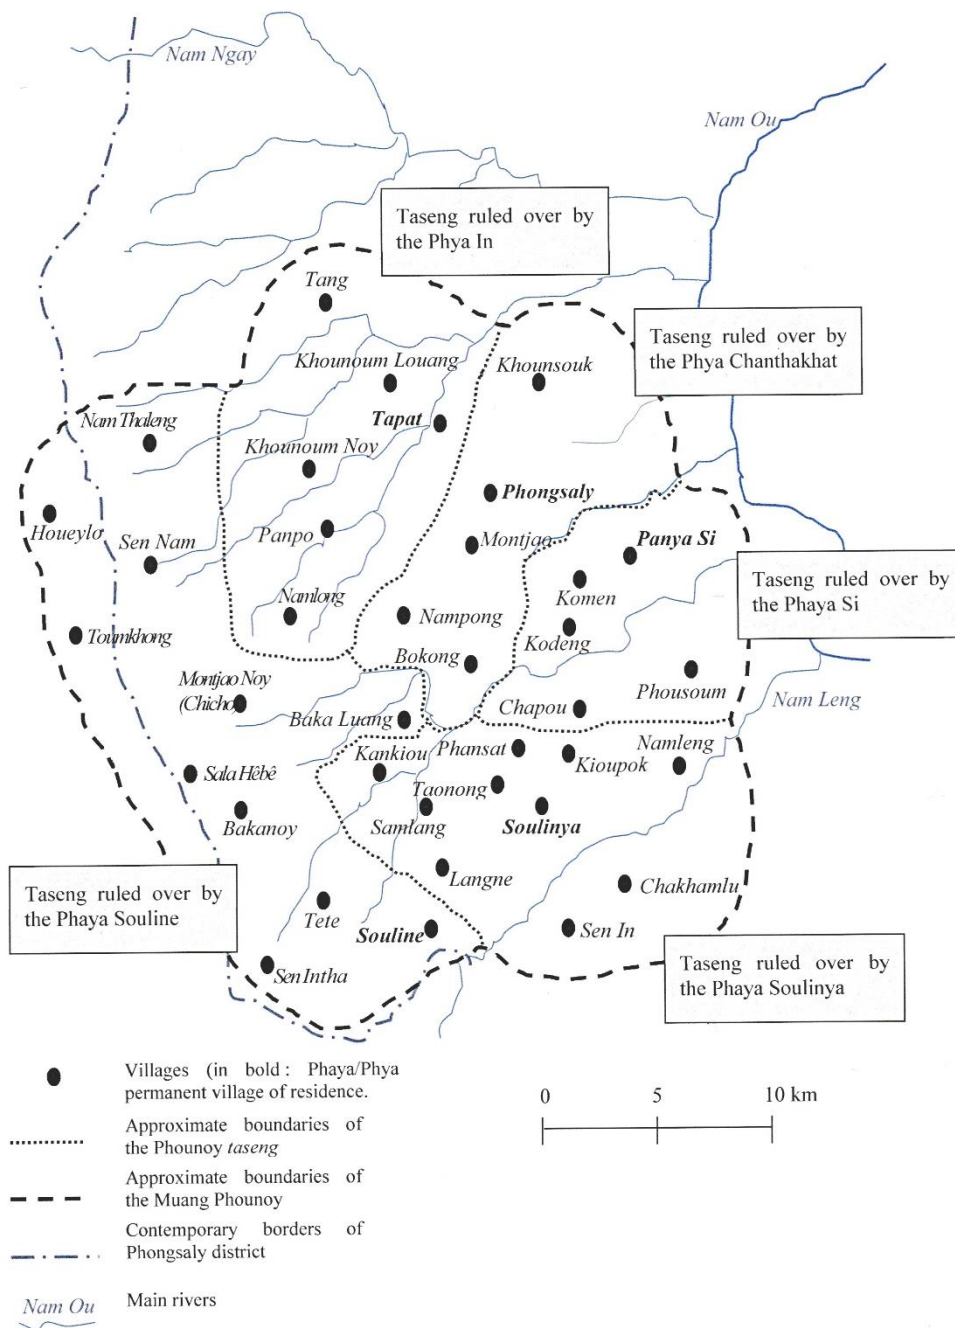 Nam Ngay
Nam Ou
Taseng ruled over by
the Phya In
Tang
Taseng ruled over by
the Phya Chanthakhat
Khounoum Louang
Khounsouk
Tapat
Nam Thaleng
Khounoum Noy
Phongsaly
Houeylo
Sen Nam
Panpo
Montjao
Panya Si
Taseng ruled over by
the Phaya Si
Komen
Namlong
Nampong
Kodeng
Toumkhong
Bokong
Montjao Noy
(Chicho)
Phousoum
Chapou
Nam Leng
Baka Luang
Kankiou
Phansat
Namleng
Kioupok
Sala Hêbê
Taonong
Bakanoy
Samlang
Soulinya
Taseng ruled over by
the Phaya Souline
Langne
Chakhamlu
Tete
Souline
Sen In
Taseng ruled over by
the Phaya Soulinya
Sen Intha
Villages (in bold : Phaya/Phya
permanent village of residence.
0 5 10 km
Approximate boundaries of
the Phounoy taseng
Approximate boundaries of
the Muang Phounoy
Contemporary borders of
Phongsaly district
Nam Ou
Main rivers